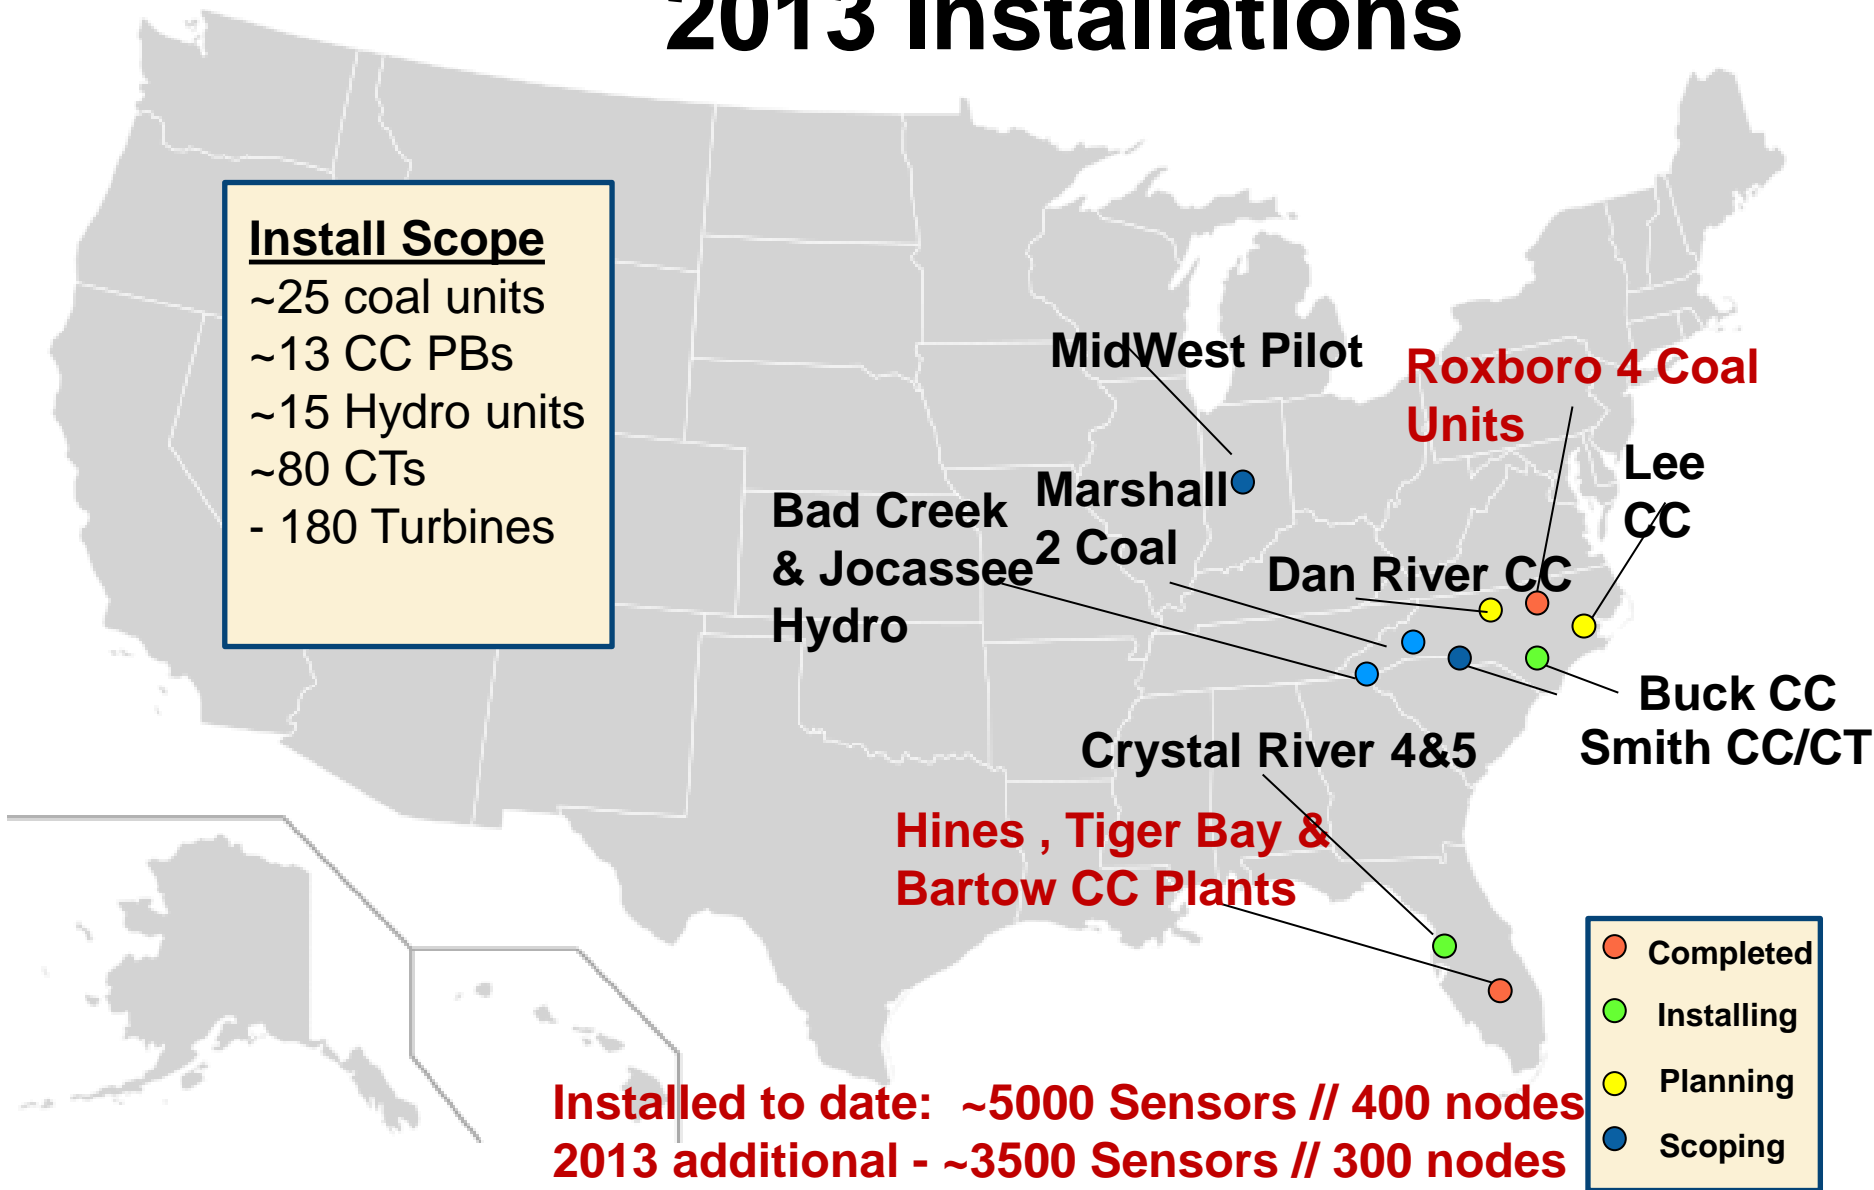 2013 Installations
Install Scope
~25 coal units
~13 CC PBs
~15 Hydro units
~80 CTs
- 180 Turbines
MidWest Pilot
Roxboro 4 Coal
Units
Lee
CC
Marshall
2 Coal
Bad Creek
& Jocassee
Hydro
Dan River CC
Buck CC
Smith CC/CT
Crystal River 4&5
Hines , Tiger Bay &
Bartow CC Plants
Completed
Installing
Planning
Scoping
Installed to date:  ~5000 Sensors // 400 nodes
2013 additional - ~3500 Sensors // 300 nodes